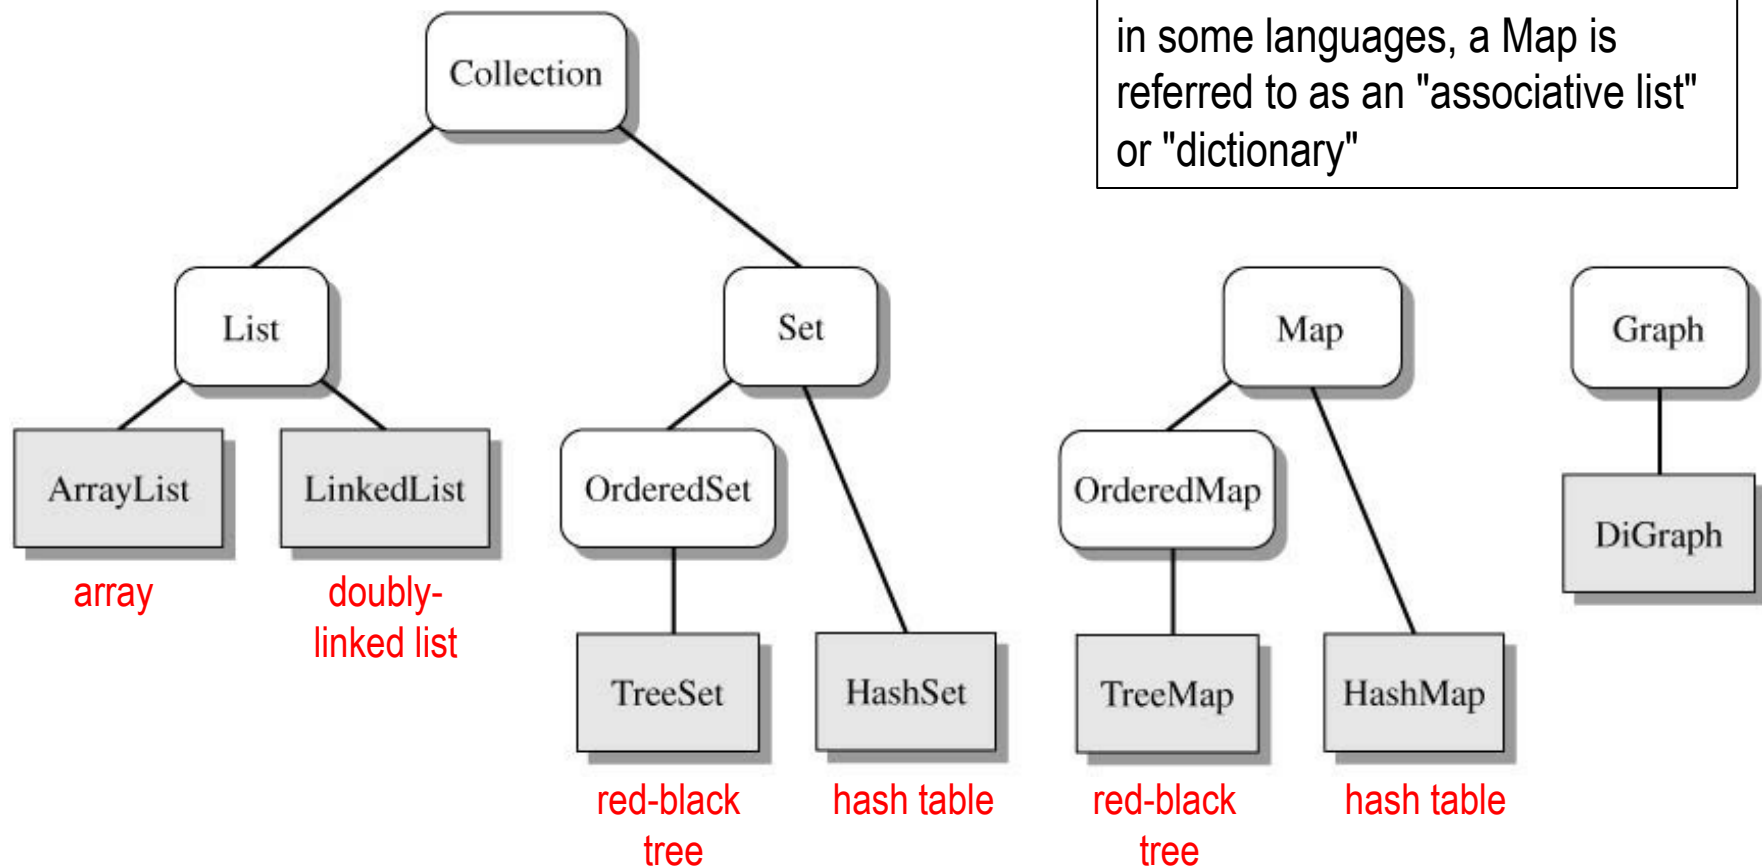 Collection
in some languages, a Map is
referred to as an "associative list"
or "dictionary"
List
Set
Map
Graph
ArrayList
LinkedList
OrderedSet
OrderedMap
DiGraph
array
doubly-
linked list
TreeSet
HashSet
TreeMap
HashMap
red-black
tree
hash table
red-black
tree
hash table